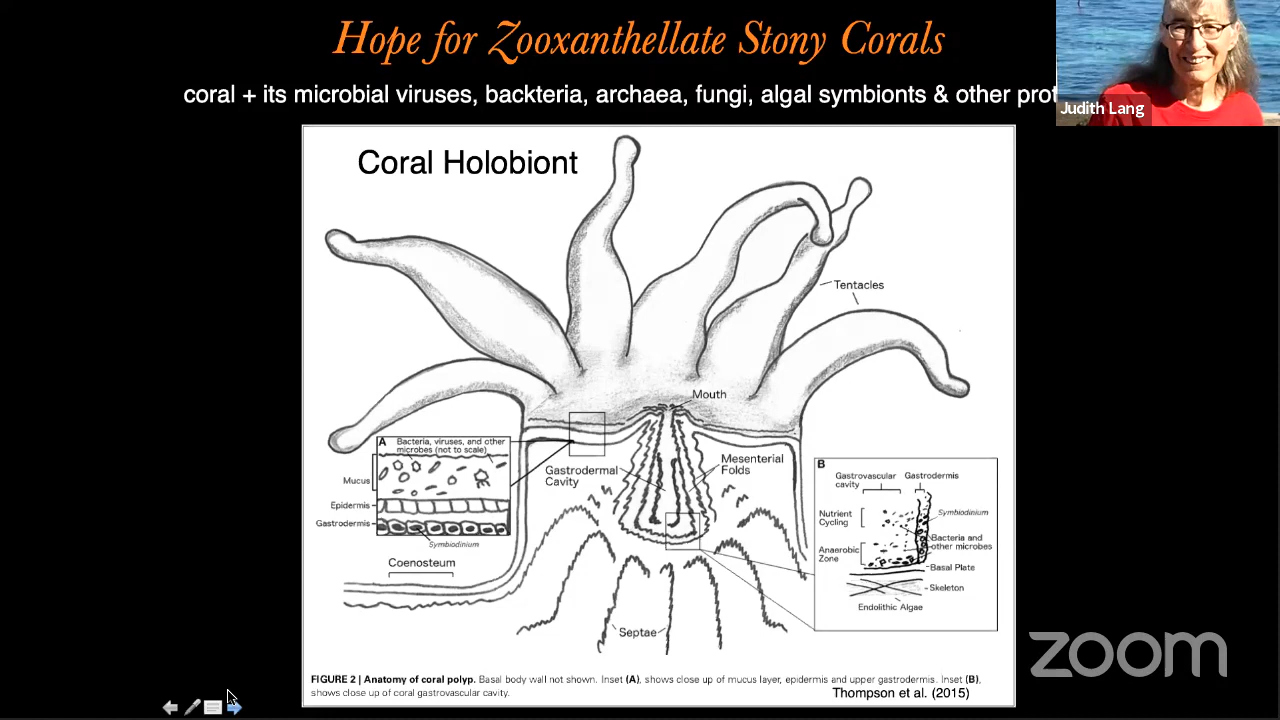 Hope for Zooxanthellate Stony Corals
coral + its microbial viruses, backteria, archaea, fungi, algal symbionts & other prot
Judith Lang
Coral Holobiont
Tentacles
Mouth
A
Bacteria, viruses, and other
microbes (not to scale)
Mucus
Epidermis
Gastrodermis
Symbiodinium
Coenosteum
Gastrodermal
Cavity
Mesenterial
Folds
Septae
B
Gastrovascular
cavity
Gastrodermis
Nutrient
Cycling
Symbiodinium
Bacteria and
other microbes
Anaerobic
Zone
Basal Plate
Skeleton
Endolithic Algae
zoom
FIGURE 2 | Anatomy of coral polyp. Basal body wall not shown. Inset (A), shows close up of mucus layer, epidermis and upper gastrodermis. Inset (B),
shows close up of coral gastrovascular cavity.
Thompson et al. (2015)